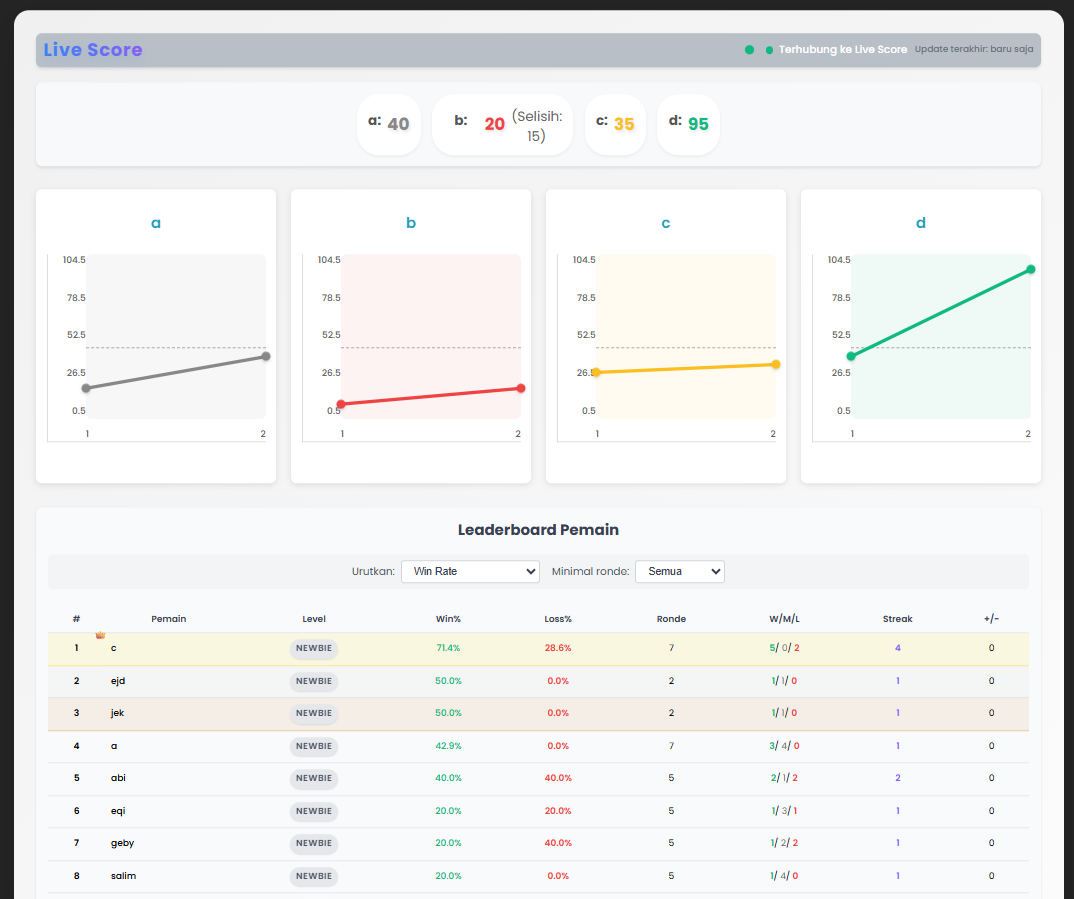 Live Score
Terhubung ke Live Score Update terakhir: baru saja
a: 40 b: 20 (Selisih: 15) c: 35 d: 95
a
104.5
78.5
52.5
26.5
0.5
1 2
b
104.5
78.5
52.5
26.5
0.5
1 2
c
104.5
78.5
52.5
26.5
0.5
1 2
d
104.5
78.5
52.5
26.5
0.5
1 2
Leaderboard Pemain
Urutkan: Win Rate Minimal ronde: Semua
# Pemain Level Win% Loss% Ronde W/M/L Streak +/-
1 c NEWBIE 71.4% 28.6% 7 5/ 0/ 2 4 0
2 ejd NEWBIE 50.0% 0.0% 2 1/ 1/ 0 1 0
3 jek NEWBIE 50.0% 0.0% 2 1/ 1/ 0 1 0
4 a NEWBIE 42.9% 0.0% 7 3/ 4/ 0 1 0
5 abi NEWBIE 40.0% 40.0% 5 2/ 1/ 2 2 0
6 eqi NEWBIE 20.0% 20.0% 5 1/ 3/ 1 1 0
7 geby NEWBIE 20.0% 40.0% 5 1/ 2/ 2 1 0
8 salim NEWBIE 20.0% 0.0% 5 1/ 4/ 0 1 0